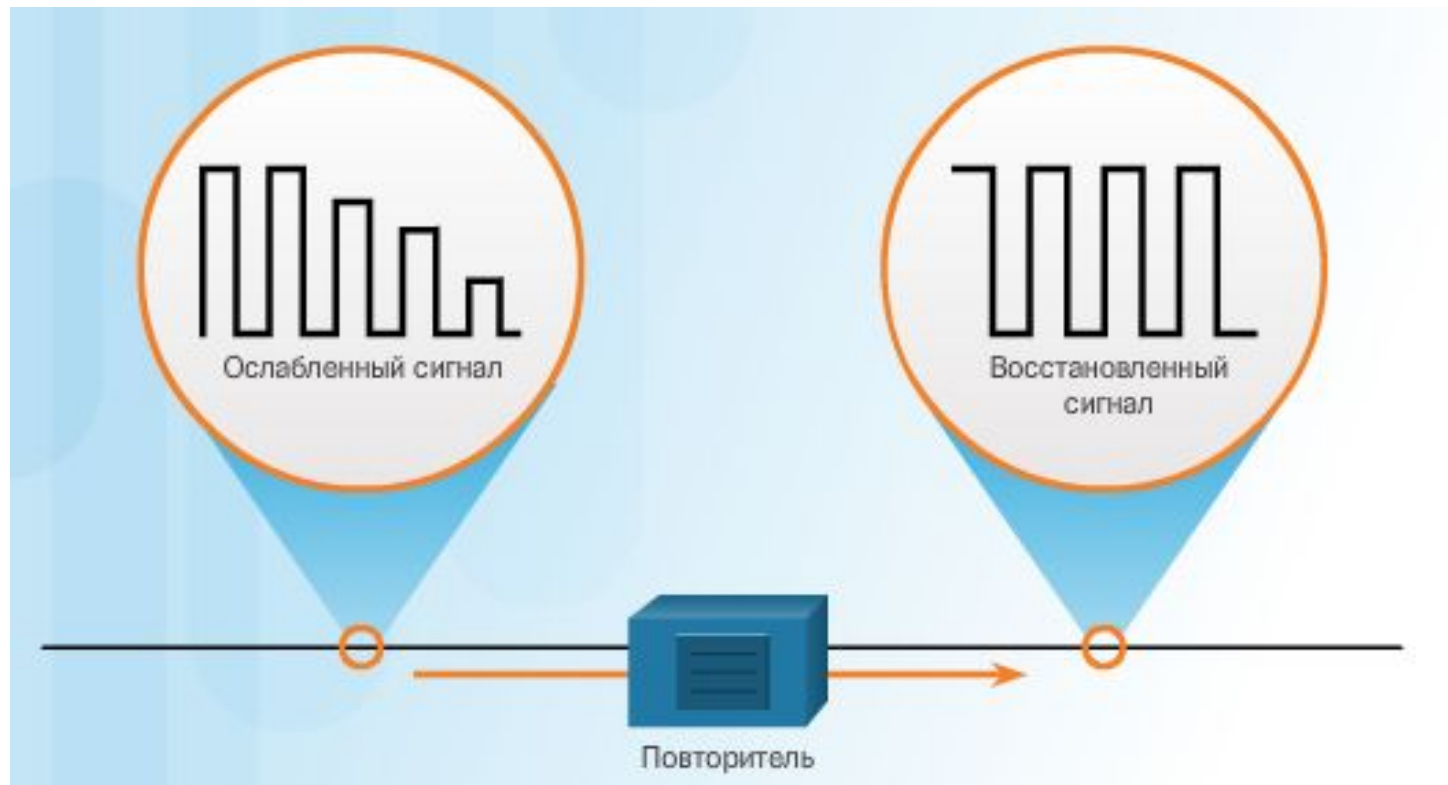 Ослабленный сигнал
Восстановленный
сигнал
Повторитель